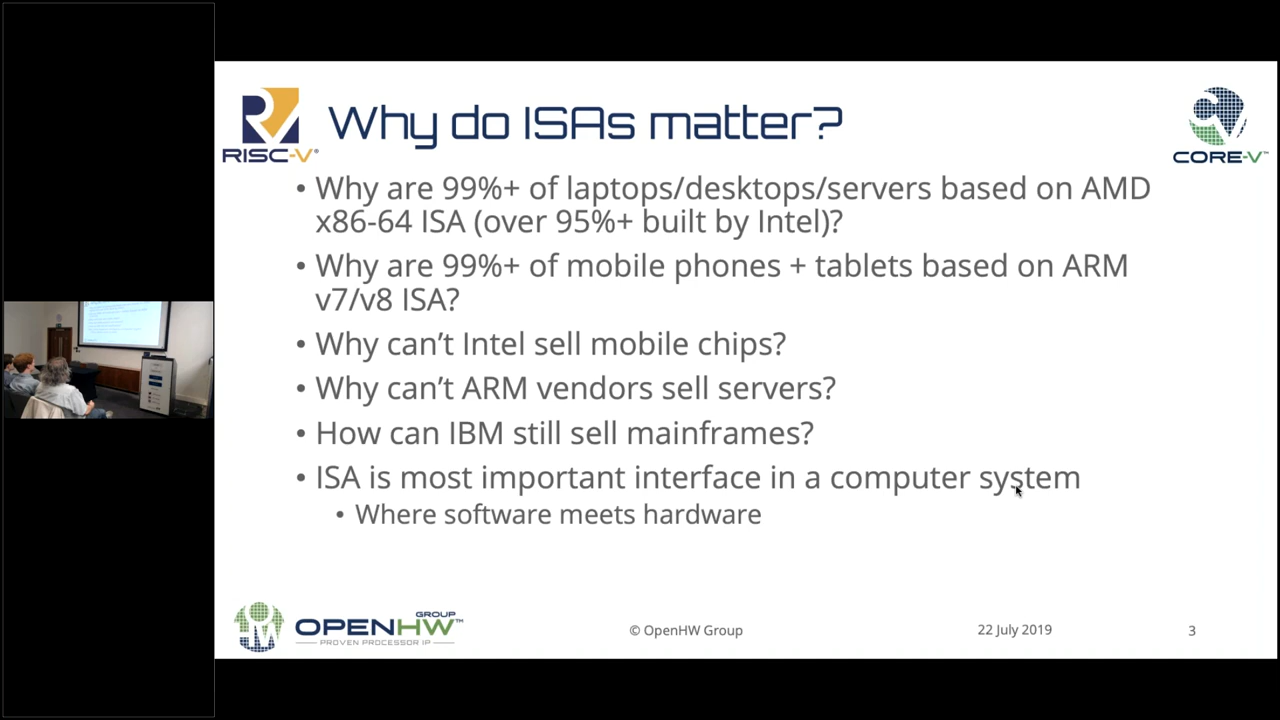 RISC-V®
Why do ISAs matter?
CORE-V™
• Why are 99%+ of laptops/desktops/servers based on AMD
x86-64 ISA (over 95%+ built by Intel)?
• Why are 99%+ of mobile phones + tablets based on ARM
v7/v8 ISA?
• Why can’t Intel sell mobile chips?
• Why can’t ARM vendors sell servers?
• How can IBM still sell mainframes?
• ISA is most important interface in a computer system
• Where software meets hardware
OPENHW GROUP™
PROVEN PROCESSOR IP
© OpenHW Group
22 July 2019
3